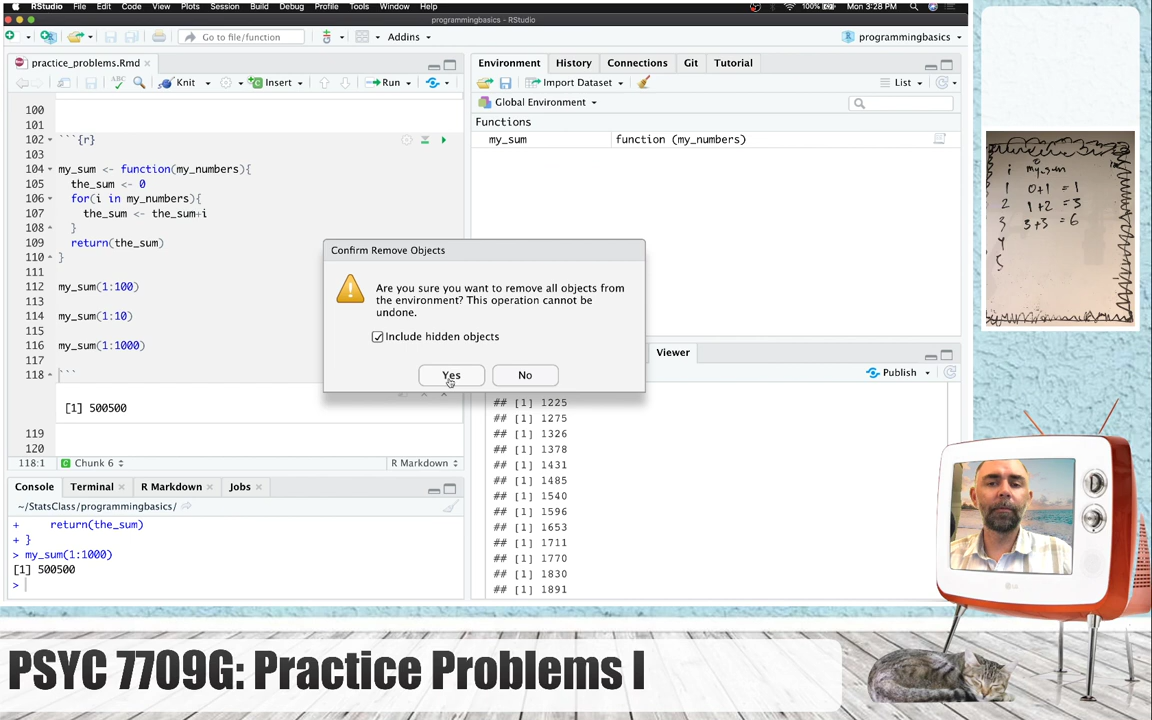 RStudio File Edit Code View Plots Session Build Debug Profile Tools Window Help 100% Mon 3:28 PM
programmingbasics - RStudio
Go to file/function Addins programmingbasics
practice_problems.Rmd
Knit Insert Run
100
101
102 ```{r}
103
104 my_sum <- function(my_numbers){
105 the_sum <- 0
106 for(i in my_numbers){
107 the_sum <- the_sum+i
108 }
109 return(the_sum)
110 }
111
112 my_sum(1:100)
113
114 my_sum(1:10)
115
116 my_sum(1:1000)
117
118 ```
[1] 500500
119
120
118:1 Chunk 6 R Markdown
Console Terminal R Markdown Jobs
~/StatsClass/programmingbasics/
+ return(the_sum)
+ }
> my_sum(1:1000)
[1] 500500
>
Environment History Connections Git Tutorial
Import Dataset List
Global Environment
Functions
my_sum function (my_numbers)
Confirm Remove Objects
Are you sure you want to remove all objects from
the environment? This operation cannot be
undone.
Include hidden objects
Yes No
Viewer
Publish
## [1] 1225
## [1] 1275
## [1] 1326
## [1] 1378
## [1] 1431
## [1] 1485
## [1] 1540
## [1] 1596
## [1] 1653
## [1] 1711
## [1] 1770
## [1] 1830
## [1] 1891
i my_sum
1 0+1 = 1
2 1+2 = 3
3 3+3 = 6
4
5
LG
PSYC 7709G: Practice Problems I